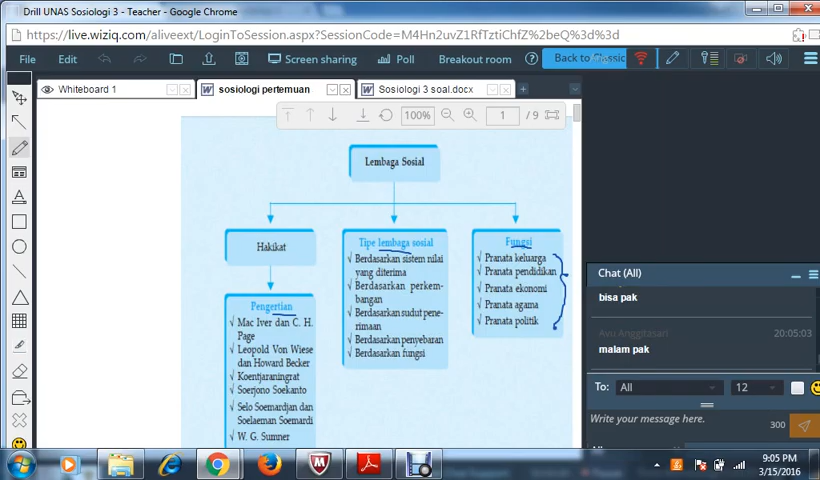 Drill UNAS Sosiologi 3 - Teacher - Google Chrome
https://live.wiziq.com/aliveext/LoginToSession.aspx?SessionCode=M4Hn2uvZ1RfTztiChfZ%2beQ%3d%3d
File Edit Screen sharing Poll Breakout room Back to Classic
Whiteboard 1 sosiologi pertemuan Sosiologi 3 soal.docx
100% 1 / 9
Lembaga Sosial
Hakikat
Pengertian
√ Mac Iver dan C. H.
Page
√ Leopold Von Wiese
dan Howard Becker
√ Koentjaraningrat
√ Soerjono Soekanto
√ Selo Soemardjan dan
Soelaeman Soemardi
√ W. G. Sumner
Tipe lembaga sosial
√ Berdasarkan sistem nilai
yang diterima
√ Berdasarkan perkem-
bangan
√ Berdasarkan sudut pene-
rimaan
√ Berdasarkan penyebaran
√ Berdasarkan fungsi
Fungsi
√ Pranata keluarga
√ Pranata pendidikan
√ Pranata ekonomi
√ Pranata agama
√ Pranata politik
Chat (All)
bisa pak
Ayu Anggitasari 20:05:03
malam pak
To: All 12
Write your message here. 300
9:05 PM
3/15/2016